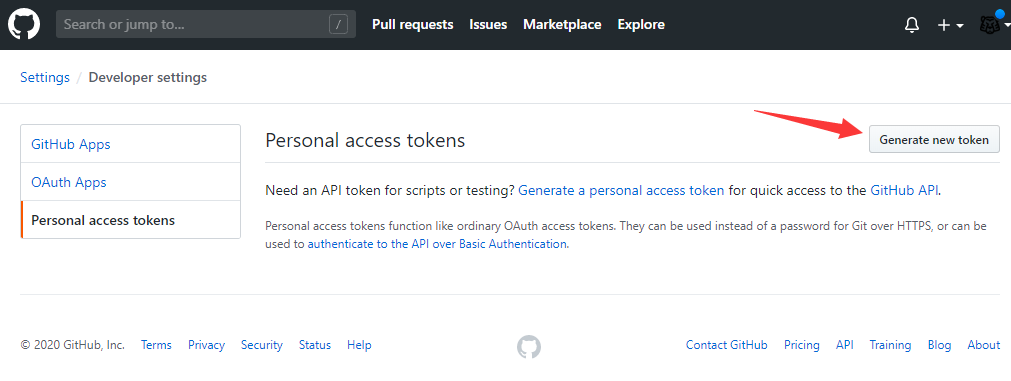 Search or jump to... /
Pull requests Issues Marketplace Explore
Settings / Developer settings
GitHub Apps
OAuth Apps
Personal access tokens
Personal access tokens
Generate new token
Need an API token for scripts or testing? Generate a personal access token for quick access to the GitHub API.
Personal access tokens function like ordinary OAuth access tokens. They can be used instead of a password for Git over HTTPS, or can be
used to authenticate to the API over Basic Authentication.
© 2020 GitHub, Inc. Terms Privacy Security Status Help
Contact GitHub Pricing API Training Blog About